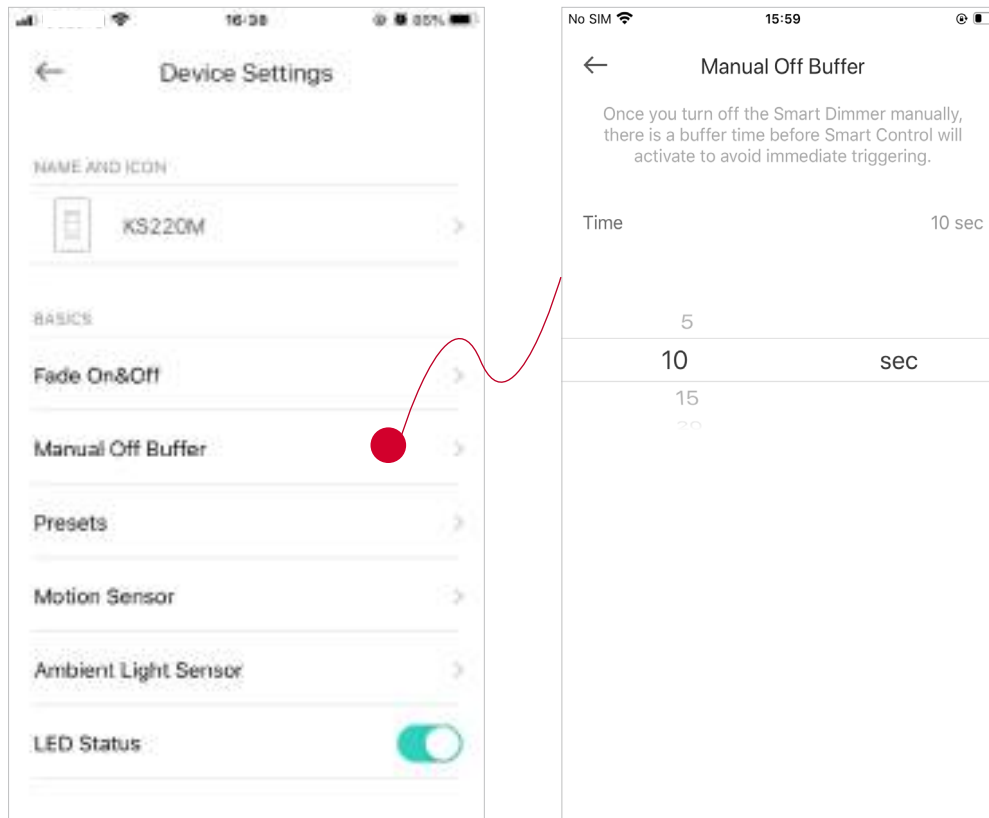 16:38
85%
Device Settings
NAME AND ICON
KS220M
BASICS
Fade On&Off
Manual Off Buffer
Presets
Motion Sensor
Ambient Light Sensor
LED Status
No SIM
15:59
Manual Off Buffer
Once you turn off the Smart Dimmer manually,
there is a buffer time before Smart Control will
activate to avoid immediate triggering.
Time 10 sec
5
10 sec
15